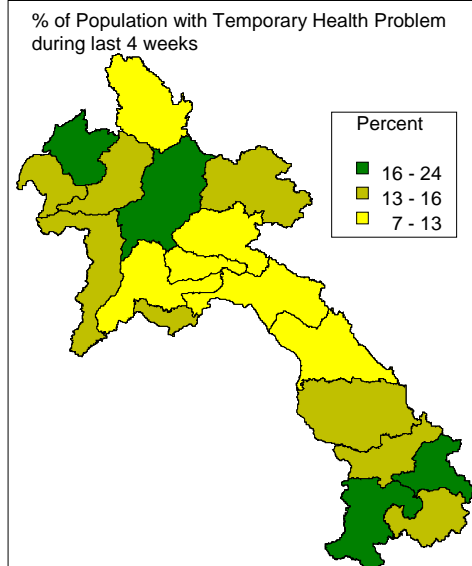 % of Population with Temporary Health Problem
during last 4 weeks
Percent
16 - 24
13 - 16
7 - 13